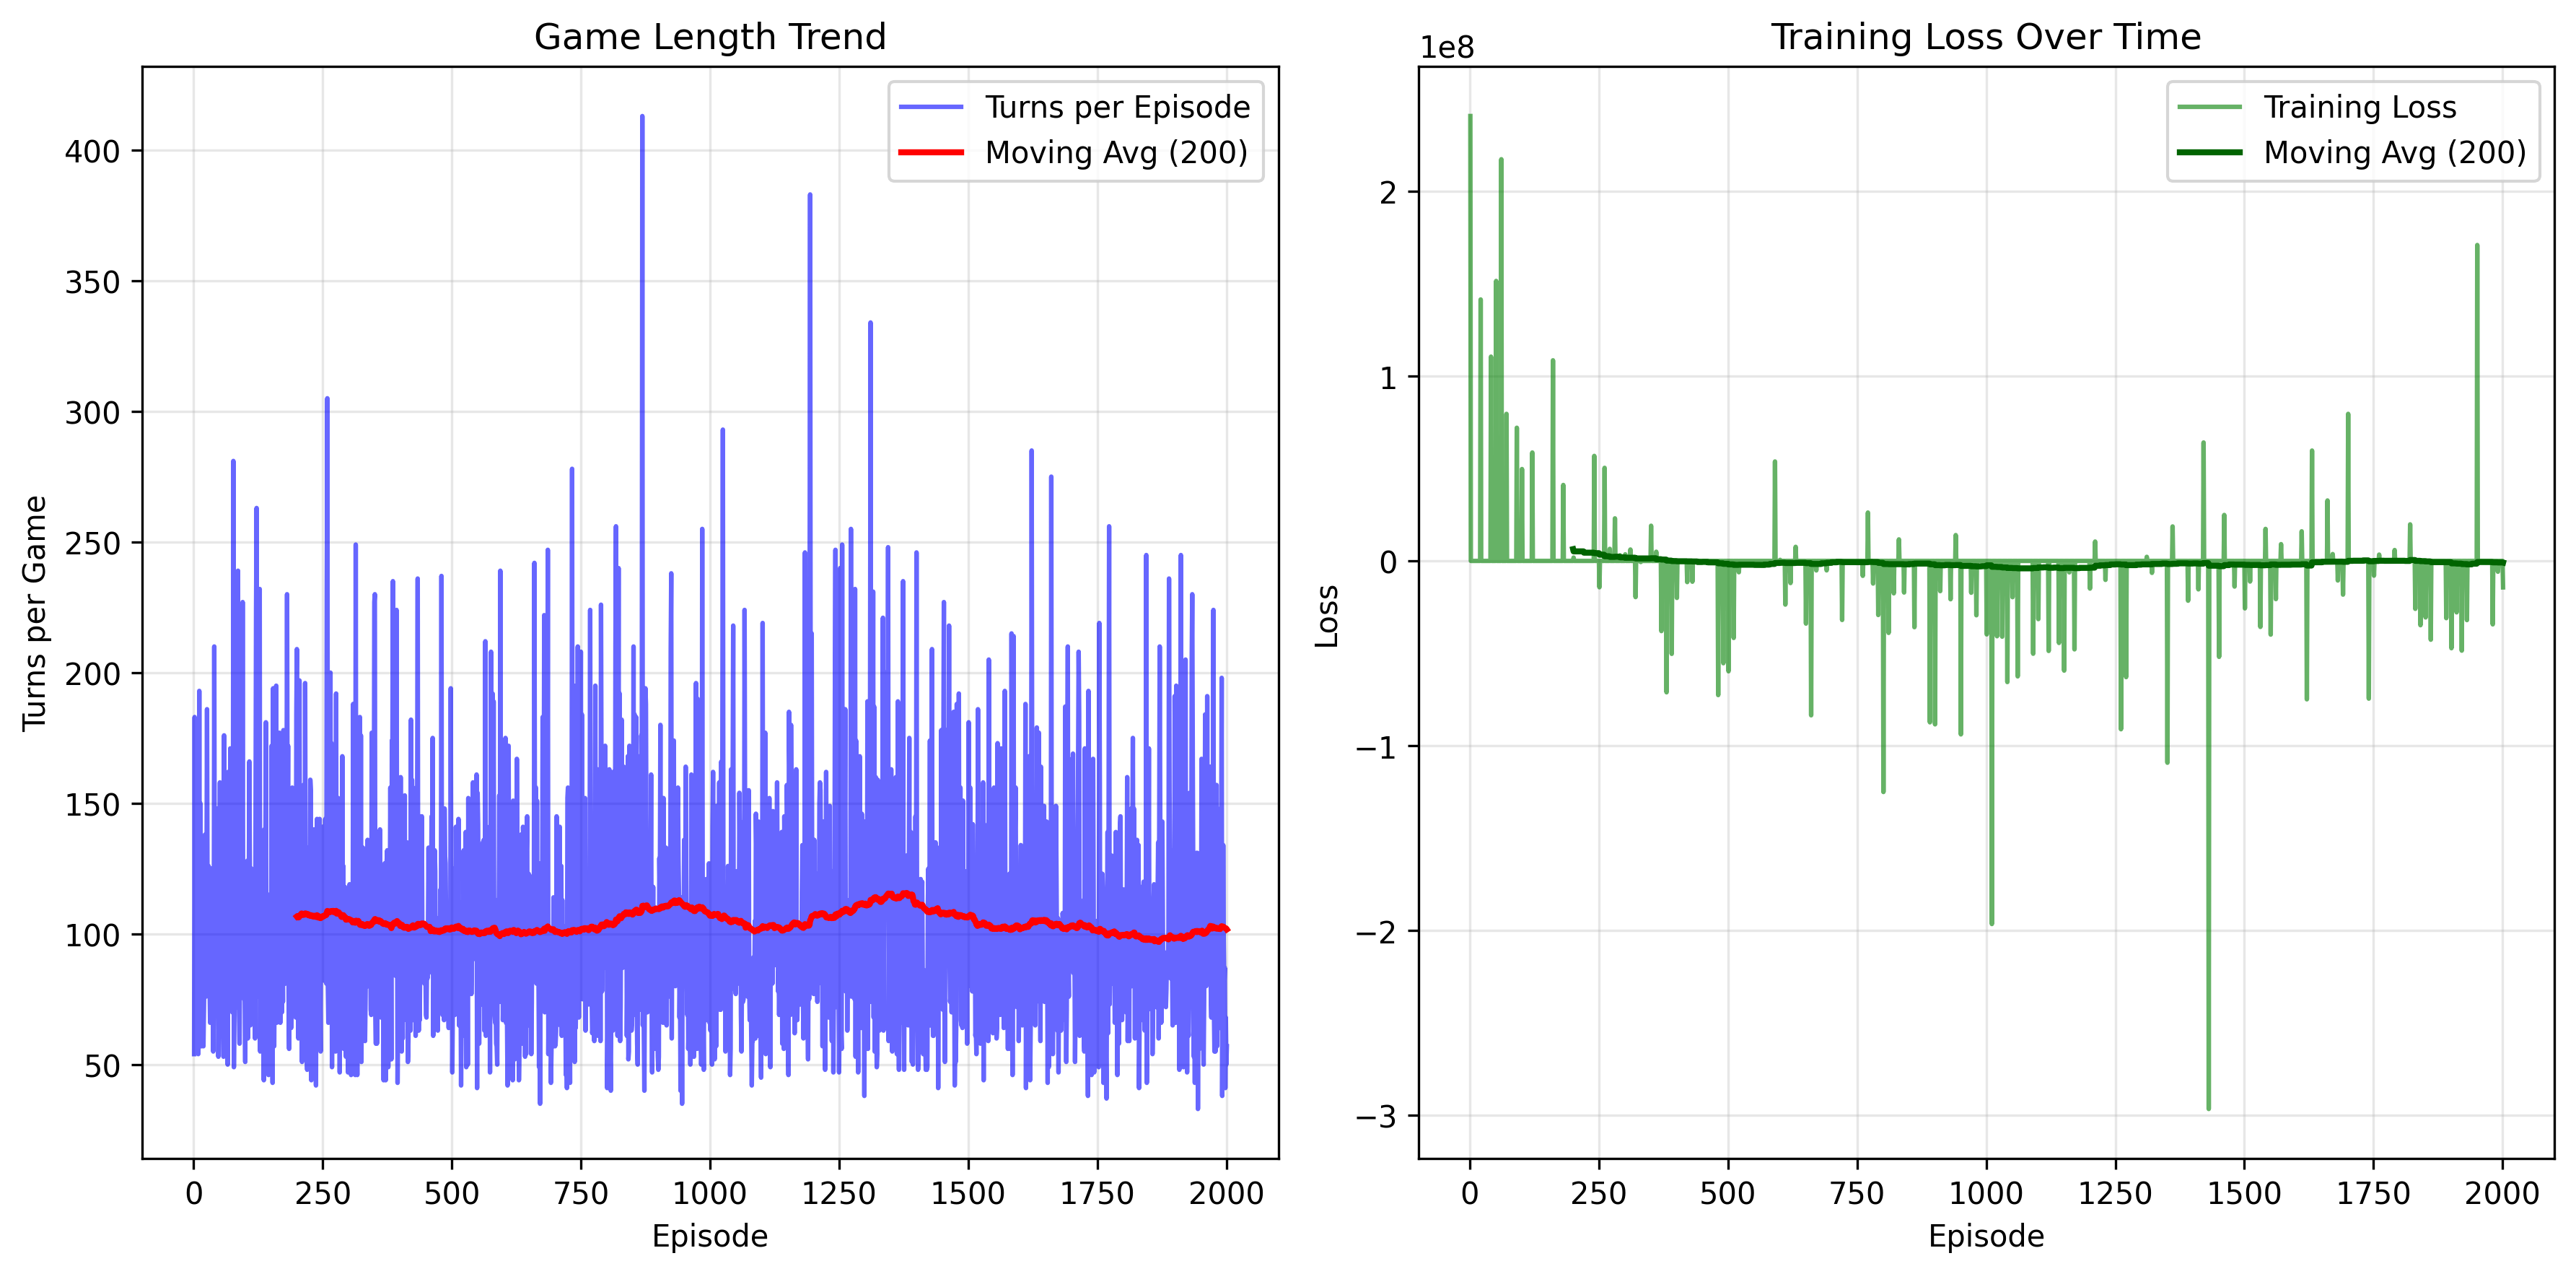 Game Length Trend
Turns per Episode
Moving Avg (200)
Turns per Game
400
350
300
250
200
150
100
50
0 250 500 750 1000 1250 1500 1750 2000
Episode
Training Loss Over Time
1e8
Training Loss
Moving Avg (200)
Loss
2
1
0
−1
−2
−3
0 250 500 750 1000 1250 1500 1750 2000
Episode